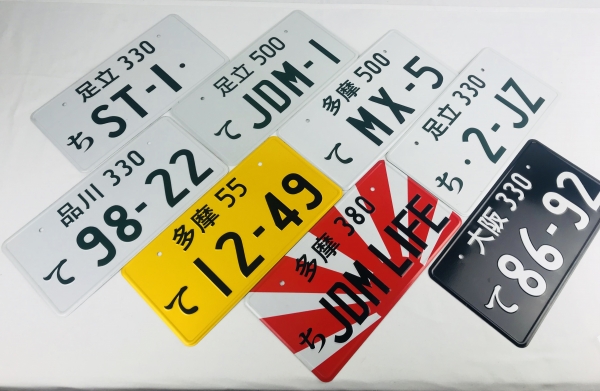 足立 330
ち ST-1・
足立 500
て JDM-1
多摩 500
て MX-5
足立 330
ち ・2-JZ
品川 330
て 98-22
多摩 55
て 12-49
多摩 380
ち JDM LIFE
大阪 330
て 86-92